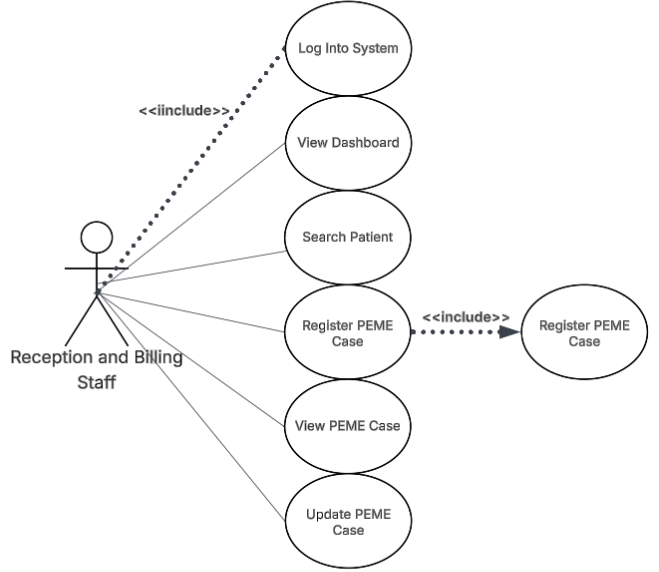 Log Into System
<<iinclude>>
View Dashboard
Search Patient
Register PEME
Case
<<include>>
Register PEME
Case
Reception and Billing
Staff
View PEME Case
Update PEME
Case